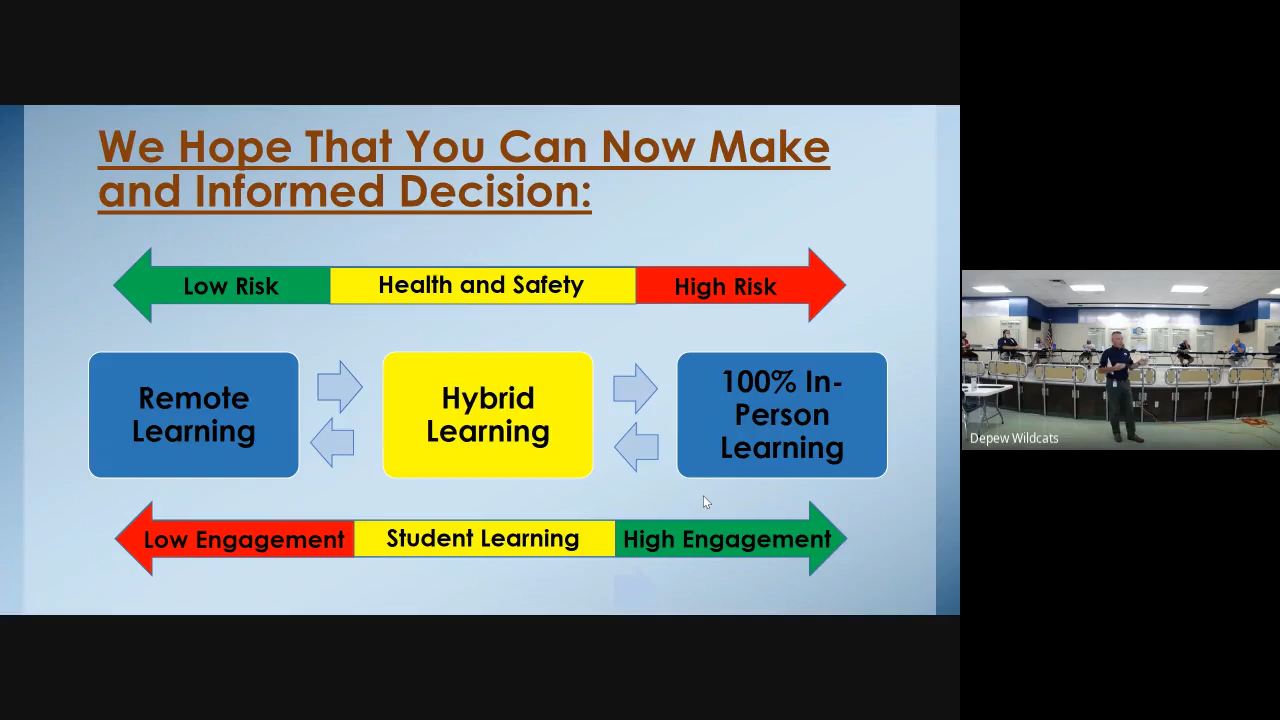 We Hope That You Can Now Make
and Informed Decision:
Low Risk
Health and Safety
High Risk
Remote
Learning
Hybrid
Learning
100% In-
Person
Learning
Low Engagement
Student Learning
High Engagement
Depew Wildcats